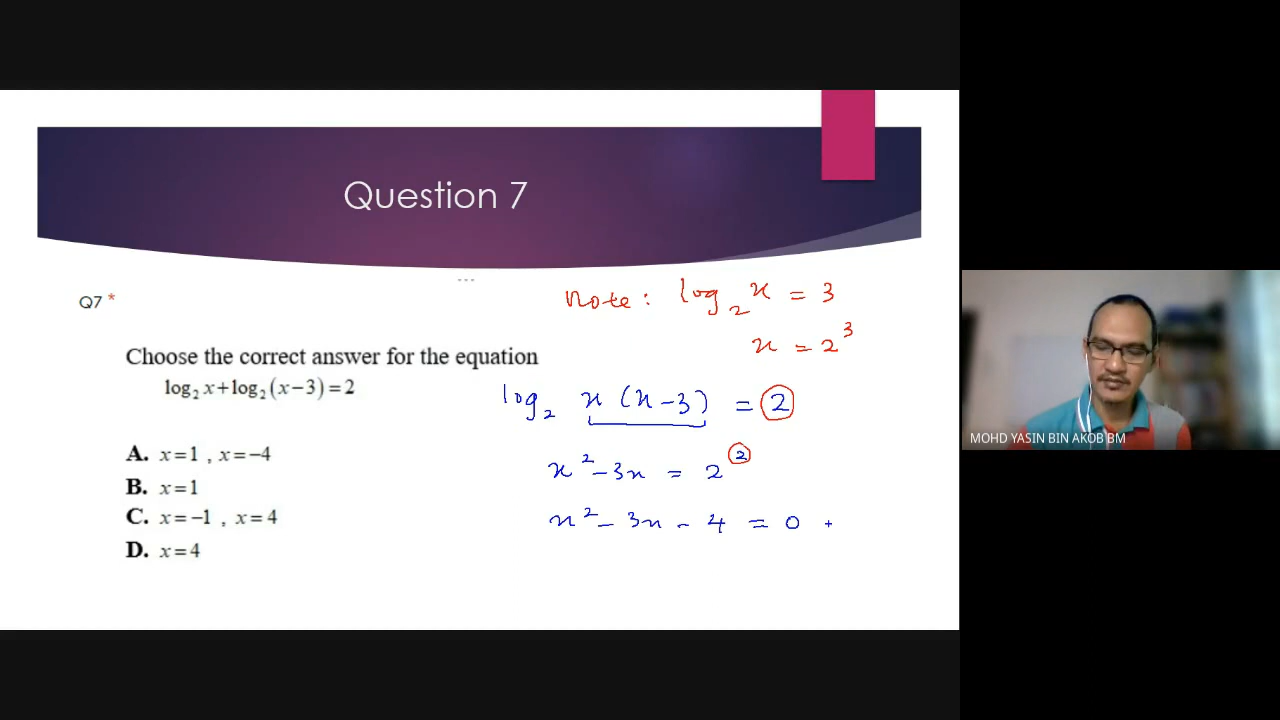 Question 7
...
Q7 *
Note: log₂ x = 3
x = 2³
Choose the correct answer for the equation
log₂ x + log₂ (x − 3) = 2
log₂ x (x − 3) = 2
A. x = 1 , x = −4
x² − 3x = 2²
B. x = 1
C. x = −1 , x = 4
x² − 3x − 4 = 0
D. x = 4
MOHD YASIN BIN AKOB BM